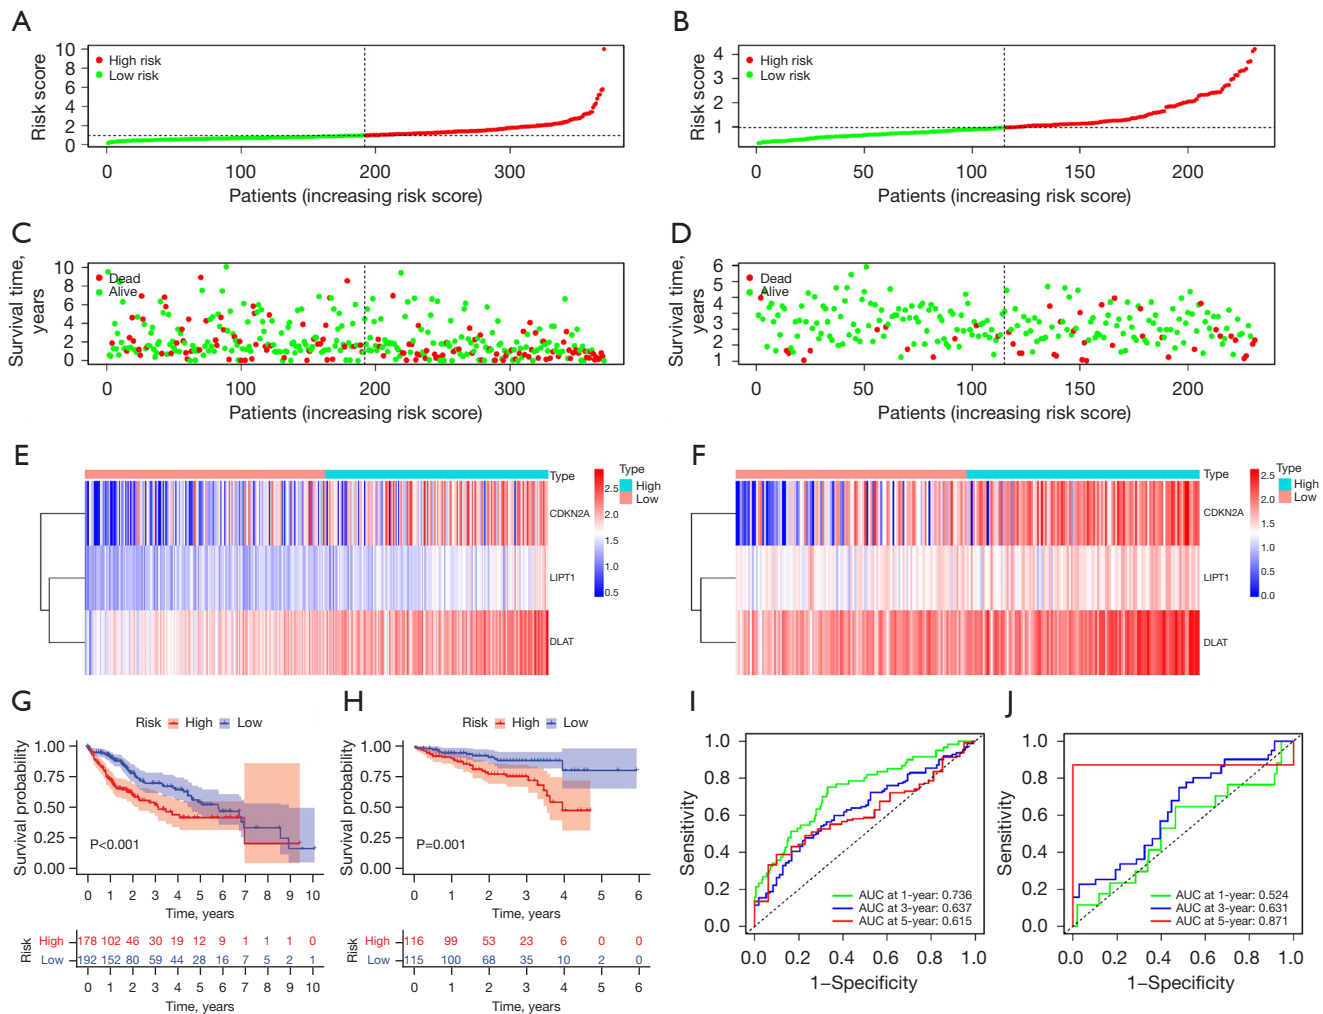 A
Risk score
10
8
6
4
2
0
High risk
Low risk
0 100 200 300
Patients (increasing risk score)
B
Risk score
4
3
2
1
High risk
Low risk
0 50 100 150 200
Patients (increasing risk score)
C
Survival time,
years
10
8
6
4
2
0
Dead
Alive
0 100 200 300
Patients (increasing risk score)
D
Survival time,
years
6
5
4
3
2
1
Dead
Alive
0 50 100 150 200
Patients (increasing risk score)
E
Type
CDKN2A
LIPT1
DLAT
2.5
2.0
1.5
1.0
0.5
Type
High
Low
F
Type
CDKN2A
LIPT1
DLAT
2.5
2.0
1.5
1.0
0.5
0.0
Type
High
Low
G
Risk High Low
Survival probability
1.00
0.75
0.50
0.25
0.00
P<0.001
0 1 2 3 4 5 6 7 8 9 10
Time, years
Risk
High 178 102 46 30 19 12 9 1 1 1 0
Low 192 152 80 59 44 28 16 7 5 2 1
0 1 2 3 4 5 6 7 8 9 10
Time, years
H
Risk High Low
Survival probability
1.00
0.75
0.50
0.25
0.00
P=0.001
0 1 2 3 4 5 6
Time, years
Risk
High 116 99 53 23 6 0 0
Low 115 100 68 35 10 2 0
0 1 2 3 4 5 6
Time, years
I
Sensitivity
1.0
0.8
0.6
0.4
0.2
0.0
AUC at 1-year: 0.736
AUC at 3-year: 0.637
AUC at 5-year: 0.615
0.0 0.2 0.4 0.6 0.8 1.0
1–Specificity
J
Sensitivity
1.0
0.8
0.6
0.4
0.2
0.0
AUC at 1-year: 0.524
AUC at 3-year: 0.631
AUC at 5-year: 0.871
0.0 0.2 0.4 0.6 0.8 1.0
1–Specificity